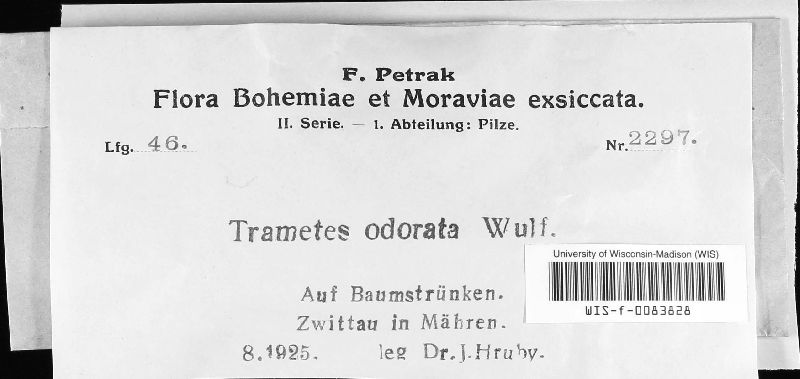 F. Petrak
Flora Bohemiae et Moraviae exsiccata.
II. Serie. — 1. Abteilung: Pilze.
Lfg. 46.
Nr. 2297.
Trametes odorata Wulf.
University of Wisconsin-Madison (WIS)
WIS-f-0083828
Auf Baumstrünken.
Zwittau in Mähren.
8.1925. leg Dr.J.Hruby.